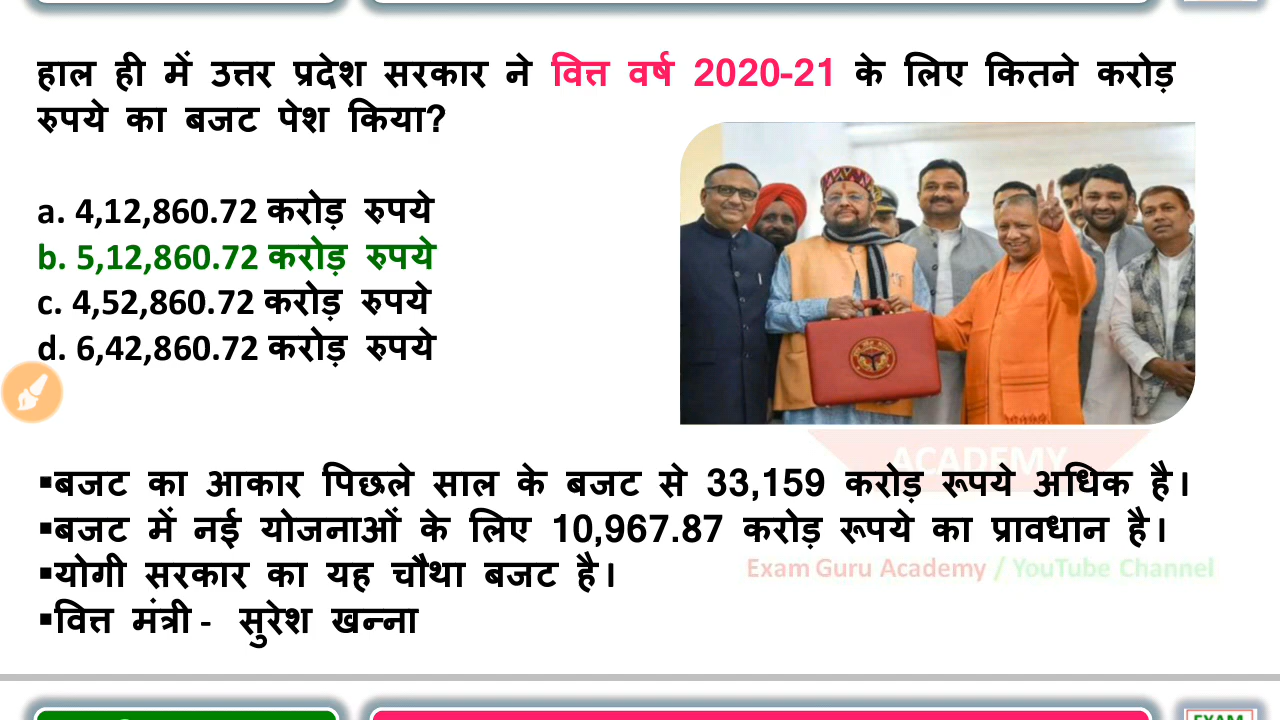 हाल ही में उत्तर प्रदेश सरकार ने वित्त वर्ष 2020-21 के लिए कितने करोड़
रुपये का बजट पेश किया?
a. 4,12,860.72 करोड़ रुपये
b. 5,12,860.72 करोड़ रुपये
c. 4,52,860.72 करोड़ रुपये
d. 6,42,860.72 करोड़ रुपये
ACADEMY
▪बजट का आकार पिछले साल के बजट से 33,159 करोड़ रूपये अधिक है।
▪बजट में नई योजनाओं के लिए 10,967.87 करोड़ रूपये का प्रावधान है।
▪योगी सरकार का यह चौथा बजट है।
Exam Guru Academy / YouTube Channel
▪वित्त मंत्री - सुरेश खन्ना
EXAM